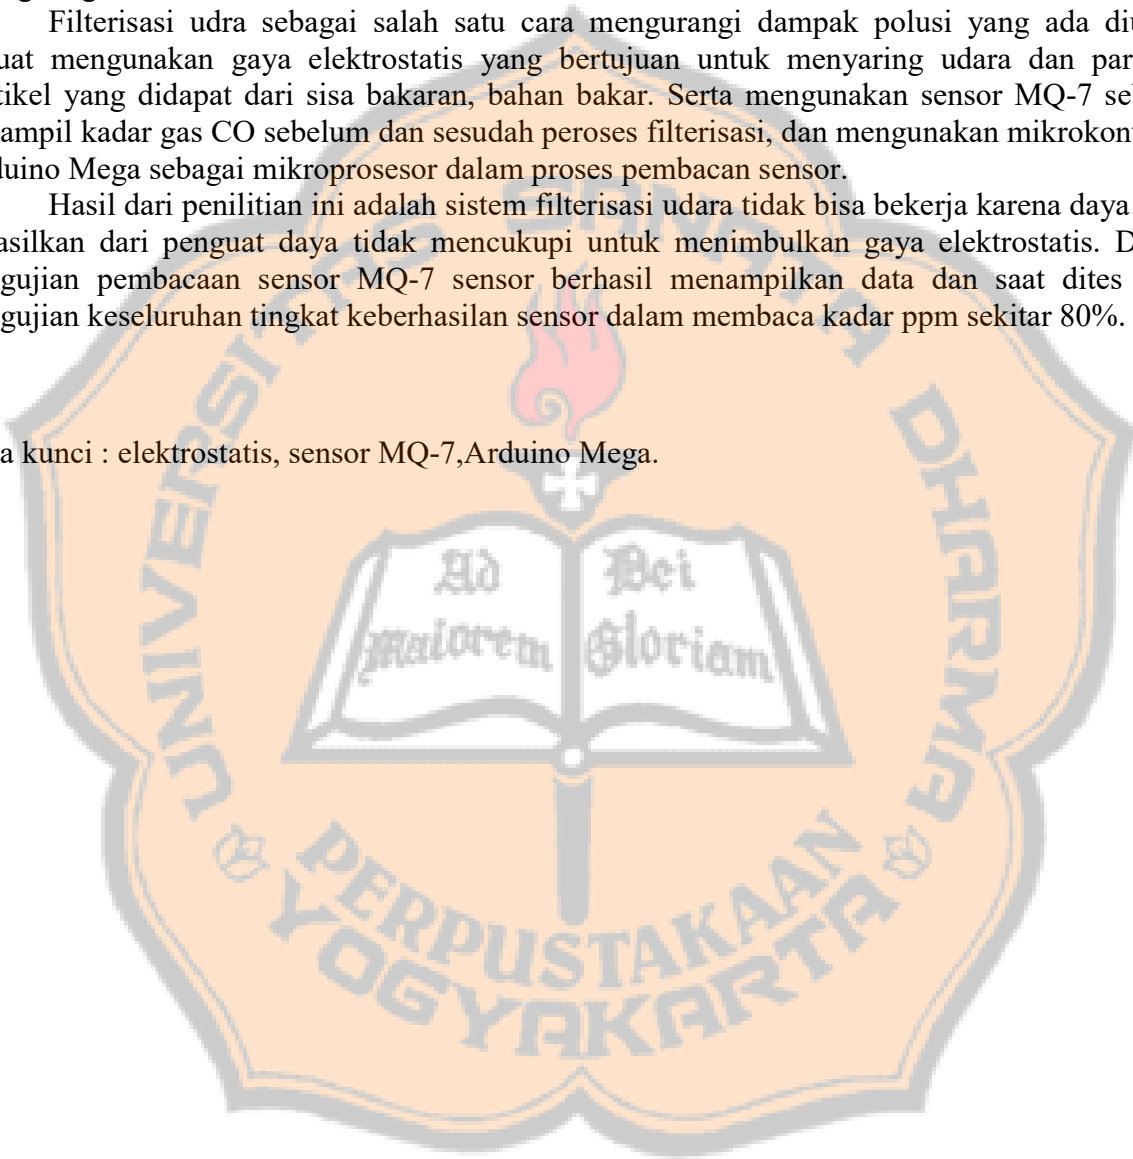 Filterisasi udra sebagai salah satu cara mengurangi dampak polusi yang ada diu
uat mengunakan gaya elektrostatis yang bertujuan untuk menyaring udara dan par
tikel yang didapat dari sisa bakaran, bahan bakar. Serta mengunakan sensor MQ-7 se
ampil kadar gas CO sebelum dan sesudah peroses filterisasi, dan mengunakan mikrokon
duino Mega sebagai mikroprosesor dalam proses pembacan sensor.
Hasil dari penilitian ini adalah sistem filterisasi udara tidak bisa bekerja karena daya
asilkan dari penguat daya tidak mencukupi untuk menimbulkan gaya elektrostatis. D
gujian pembacaan sensor MQ-7 sensor berhasil menampilkan data dan saat dites
gujian keseluruhan tingkat keberhasilan sensor dalam membaca kadar ppm sekitar 80%.
a kunci : elektrostatis, sensor MQ-7,Arduino Mega.
UNIVERSITAS SANATA DHARMA
Ad Dei
maiorem Gloriam
PERPUSTAKAAN
YOGYAKARTA